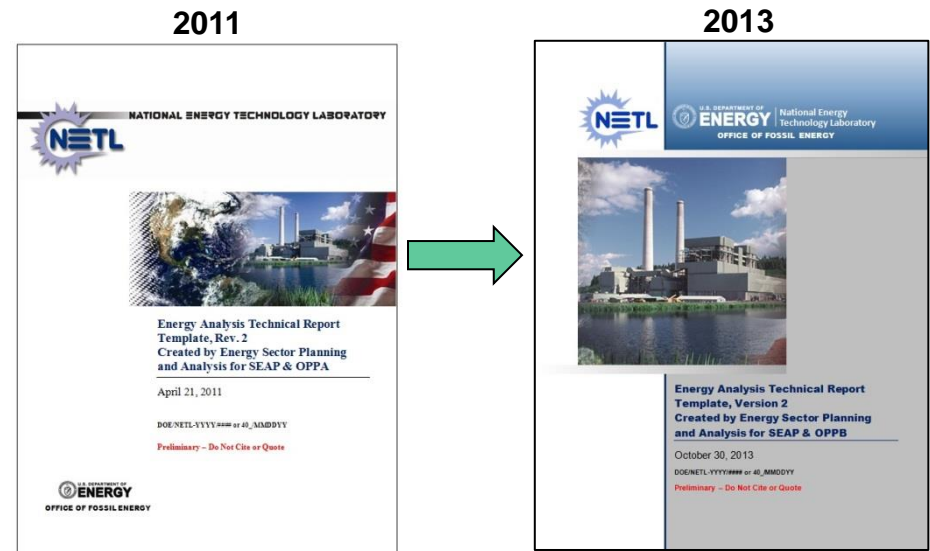 2011
NATIONAL ENERGY TECHNOLOGY LABORATORY
NETL
Energy Analysis Technical Report
Template, Rev. 2
Created by Energy Sector Planning
and Analysis for SEAP & OPPA
April 21, 2011
DOE/NETL-YYYY/#### or 40_/MMDDYY
Preliminary – Do Not Cite or Quote
U.S. DEPARTMENT OF
ENERGY
OFFICE OF FOSSIL ENERGY
2013
NETL
U.S. DEPARTMENT OF
ENERGY
National Energy
Technology Laboratory
OFFICE OF FOSSIL ENERGY
Energy Analysis Technical Report
Template, Version 2
Created by Energy Sector Planning
and Analysis for SEAP & OPPB
October 30, 2013
DOE/NETL-YYYY/#### or 40_/MMDDYY
Preliminary – Do Not Cite or Quote